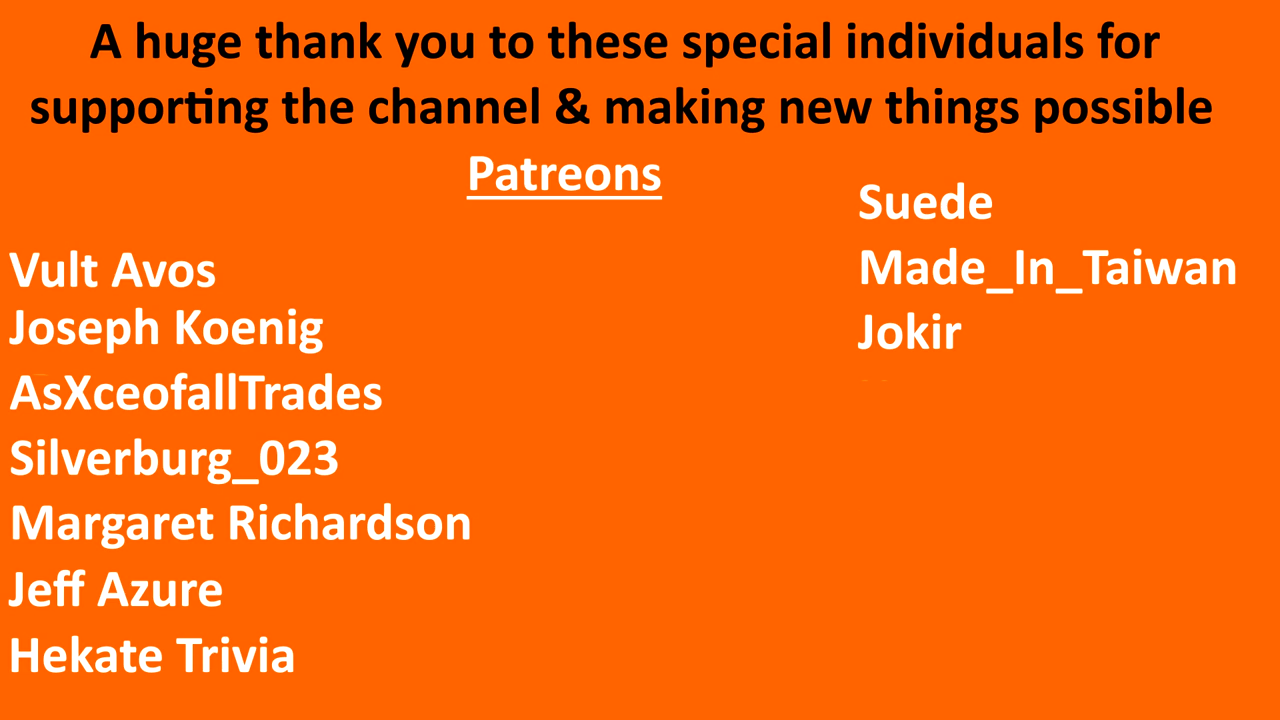 A huge thank you to these special individuals for
supporting the channel & making new things possible
Patreons
Vult Avos
Joseph Koenig
AsXceofallTrades
Silverburg_023
Margaret Richardson
Jeff Azure
Hekate Trivia
Suede
Made_In_Taiwan
Jokir